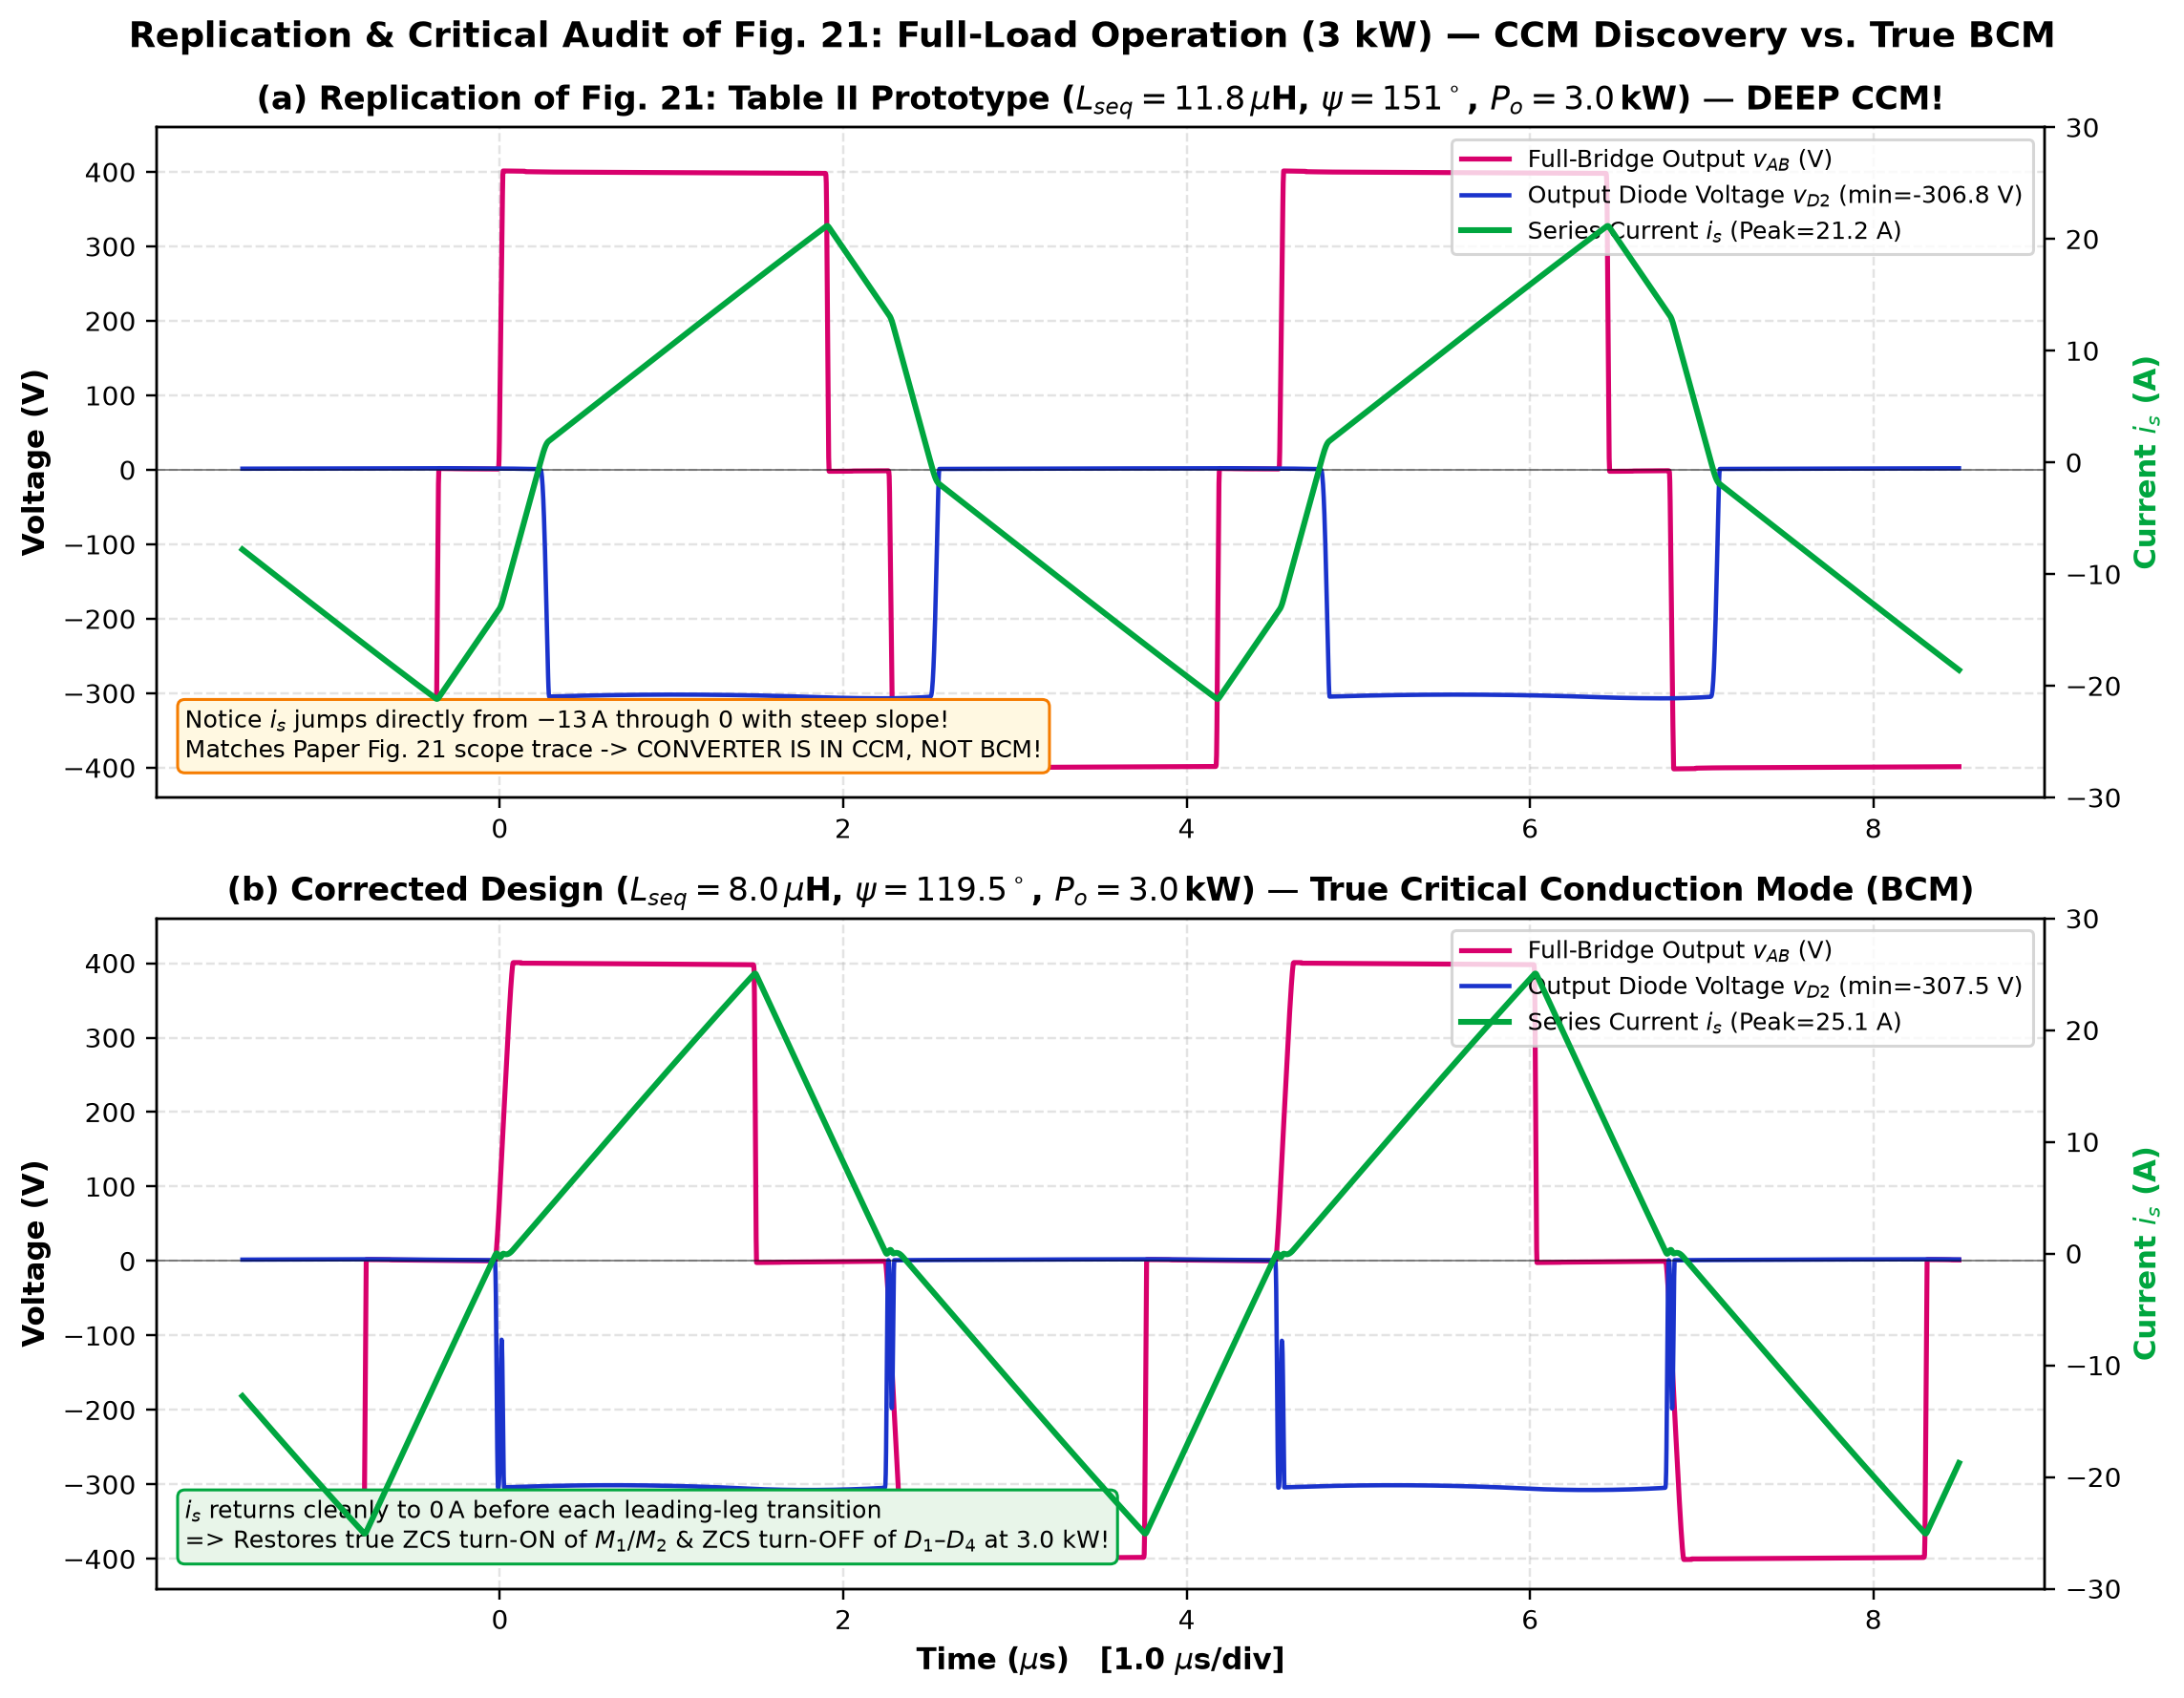 Replication & Critical Audit of Fig. 21: Full-Load Operation (3 kW) — CCM Discovery vs. True BCM
(a) Replication of Fig. 21: Table II Prototype (L_seq = 11.8 μH, ψ = 151°, P_o = 3.0 kW) — DEEP CCM!
Full-Bridge Output v_AB (V)
Output Diode Voltage v_D2 (min=-306.8 V)
Series Current i_s (Peak=21.2 A)
Voltage (V)
400
300
200
100
0
−100
−200
−300
−400
30
20
10
0
−10
−20
−30
Current i_s (A)
Notice i_s jumps directly from −13 A through 0 with steep slope!
Matches Paper Fig. 21 scope trace -> CONVERTER IS IN CCM, NOT BCM!
0 2 4 6 8
(b) Corrected Design (L_seq = 8.0 μH, ψ = 119.5°, P_o = 3.0 kW) — True Critical Conduction Mode (BCM)
Full-Bridge Output v_AB (V)
Output Diode Voltage v_D2 (min=-307.5 V)
Series Current i_s (Peak=25.1 A)
Voltage (V)
400
300
200
100
0
−100
−200
−300
−400
30
20
10
0
−10
−20
−30
Current i_s (A)
i_s returns cleanly to 0 A before each leading-leg transition
=> Restores true ZCS turn-ON of M_1/M_2 & ZCS turn-OFF of D_1–D_4 at 3.0 kW!
0 2 4 6 8
Time (μs) [1.0 μs/div]